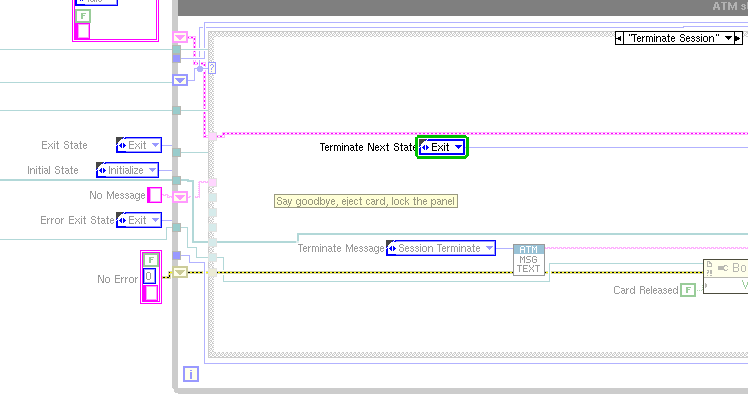 ATM s
F
"Terminate Session"
?
Exit State
Exit
Terminate Next State
Exit
Initial State
Initialize
No Message
Say goodbye, eject card, lock the panel
Error Exit State
Exit
Terminate Message
Session Terminate
ATM
MSG
TEXT
F
No Error
0
Bo
V
Card Released
F
i